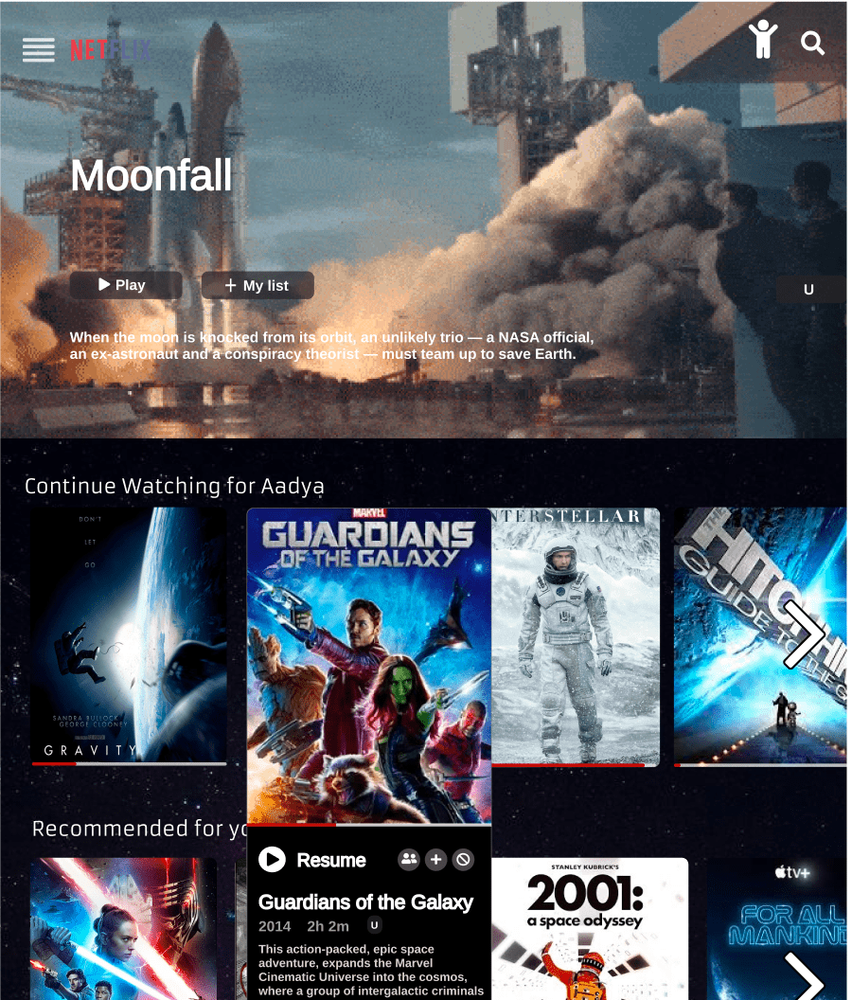 NETFLIX
Moonfall
Play
My list
U
When the moon is knocked from its orbit, an unlikely trio — a NASA official,
an ex-astronaut and a conspiracy theorist — must team up to save Earth.
Continue Watching for Aadya
DON'T
LET
GO
SANDRA BULLOCK
GEORGE CLOONEY
GRAVITY
MARVEL
GUARDIANS
OF THE GALAXY
NTERSTELLAR
HITCHHI
GUIDE TO THE G
Recommended for yo
Resume
Guardians of the Galaxy
2014 2h 2m U
This action-packed, epic space
adventure, expands the Marvel
Cinematic Universe into the cosmos,
where a group of intergalactic criminals
STANLEY KUBRICK'S
2001:
a space odyssey
tv+
FOR ALL
MANKIND